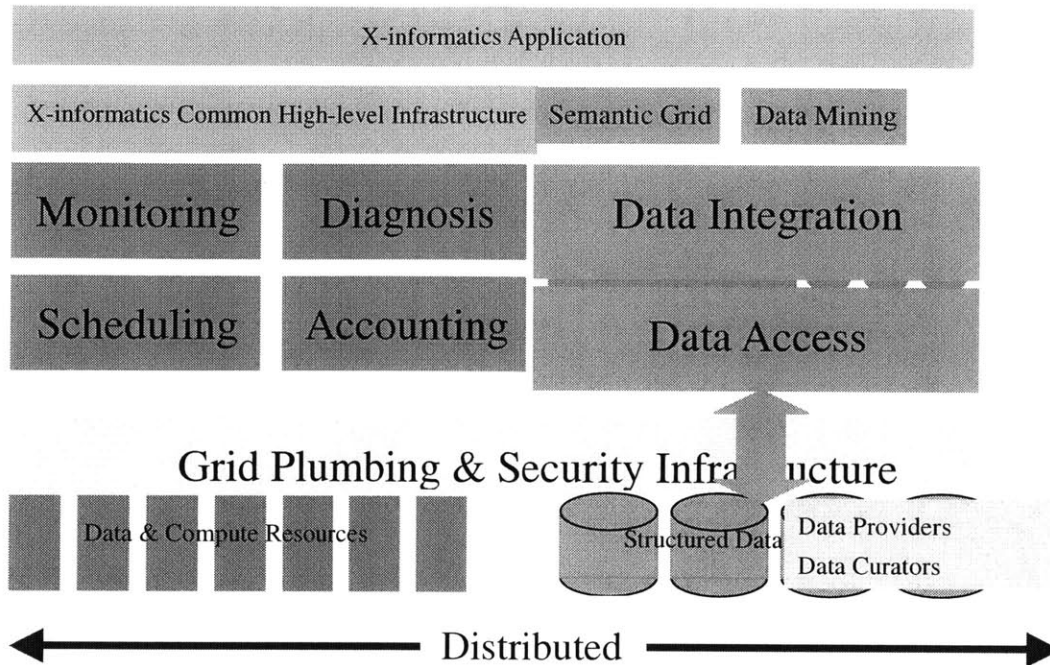 X-informatics Application
X-informatics Common High-level Infrastructure
Semantic Grid
Data Mining
Monitoring
Diagnosis
Data Integration
Scheduling
Accounting
Data Access
Grid Plumbing & Security Infrastructure
Data & Compute Resources
Structured Data
Data Providers
Data Curators
Distributed